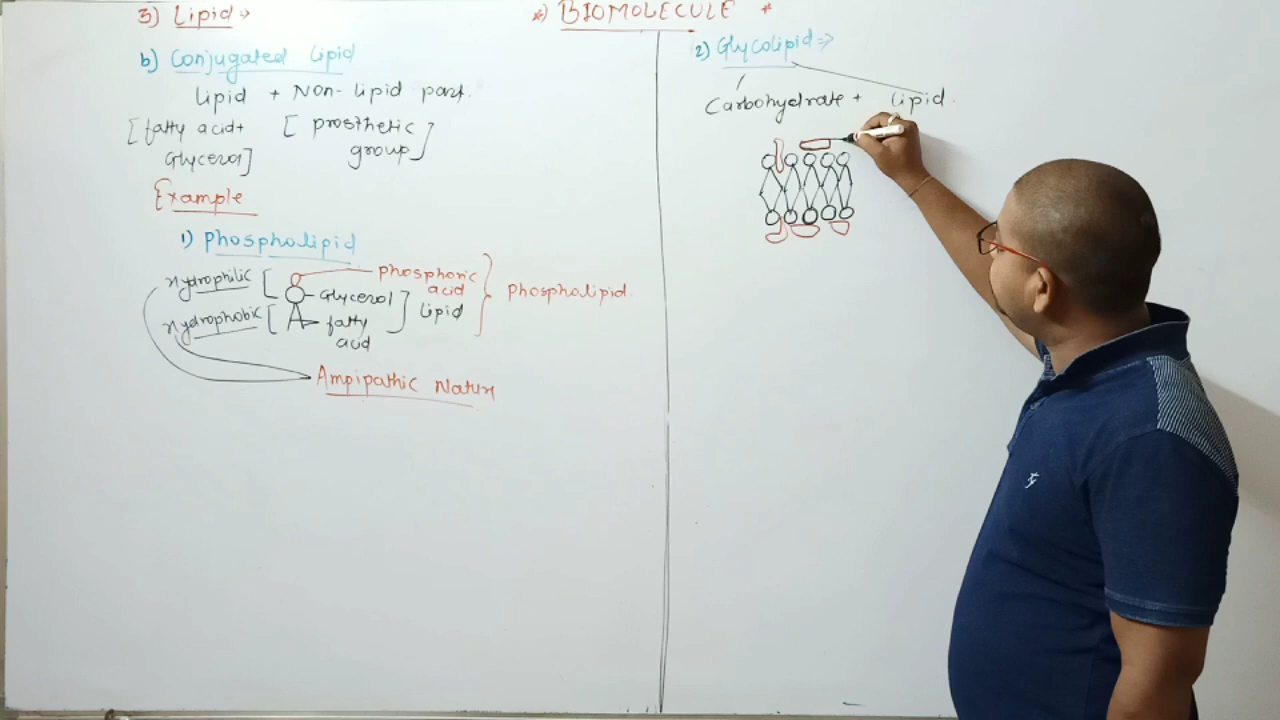 *) BIOMOLECULE *
3) Lipid →
b) Conjugated lipid
lipid + Non-lipid part.
[fatty acid + Glycerol] [prosthetic group]
Example
1) Phospholipid
Hydrophilic [
phosphoric acid
Glycerol
Hydrophobic [
fatty acid
] lipid
} phospholipid.
Ampipathic Nature
2) Glycolipid ⇒
Carbohydrate + lipid.